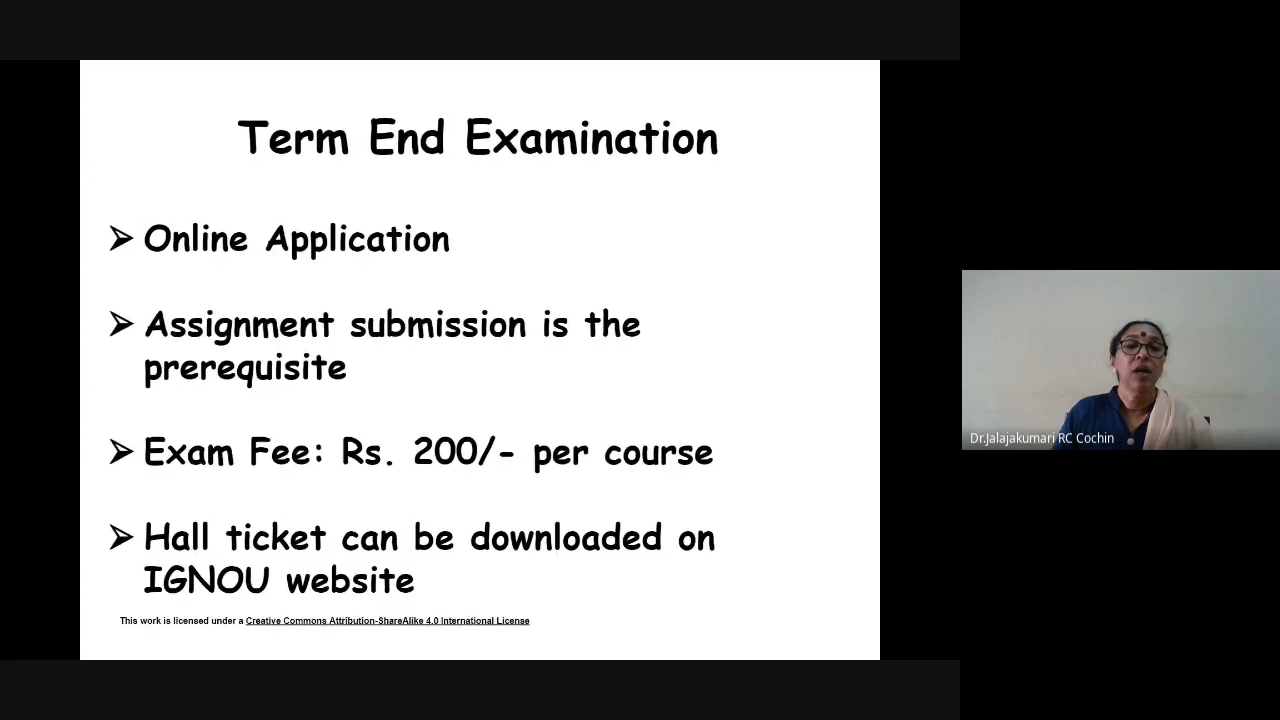 Term End Examination
➢ Online Application
➢ Assignment submission is the
prerequisite
➢ Exam Fee: Rs. 200/- per course
➢ Hall ticket can be downloaded on
IGNOU website
This work is licensed under a Creative Commons Attribution-ShareAlike 4.0 International License
Dr.Jalajakumari RC Cochin